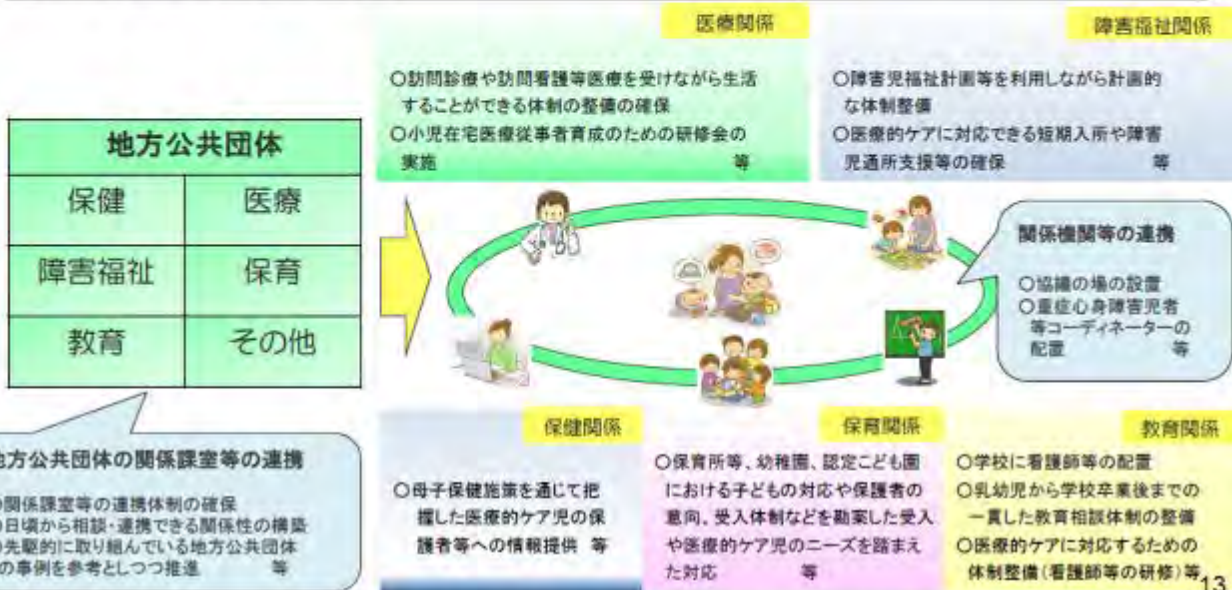 地方公共団体
保健
医療
障害福祉
保育
教育
その他
地方公共団体の関係課室等の連携
○関係課室等の連携体制の確保
○日頃から相談・連携できる関係性の構築
○先駆的に取り組んでいる地方公共団体
の事例を参考としつつ推進 等
医療関係
○訪問診療や訪問看護等医療を受けながら生活
することができる体制の整備の確保
○小児在宅医療従事者育成のための研修会の
実施 等
障害福祉関係
○障害児福祉計画等を利用しながら計画的
な体制整備
○医療的ケアに対応できる短期入所や障害
児通所支援等の確保 等
関係機関等の連携
○協議の場の設置
○重症心身障害児者
等コーディネーターの
配置 等
保健関係
○母子保健施策を通じて把
握した医療的ケア児の保
護者等への情報提供 等
保育関係
○保育所等、幼稚園、認定こども園
における子どもの対応や保護者の
意向、受入体制などを勘案した受入
や医療的ケア児のニーズを踏まえ
た対応 等
教育関係
○学校に看護師等の配置
○乳幼児から学校卒業後までの
一貫した教育相談体制の整備
○医療的ケアに対応するための
体制整備(看護師等の研修)等
13